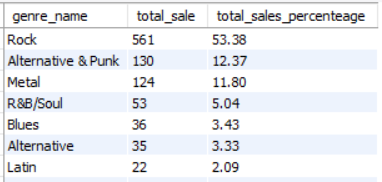 genre_name total_sale total_sales_percenteage
Rock 561 53.38
Alternative & Punk 130 12.37
Metal 124 11.80
R&B/Soul 53 5.04
Blues 36 3.43
Alternative 35 3.33
Latin 22 2.09